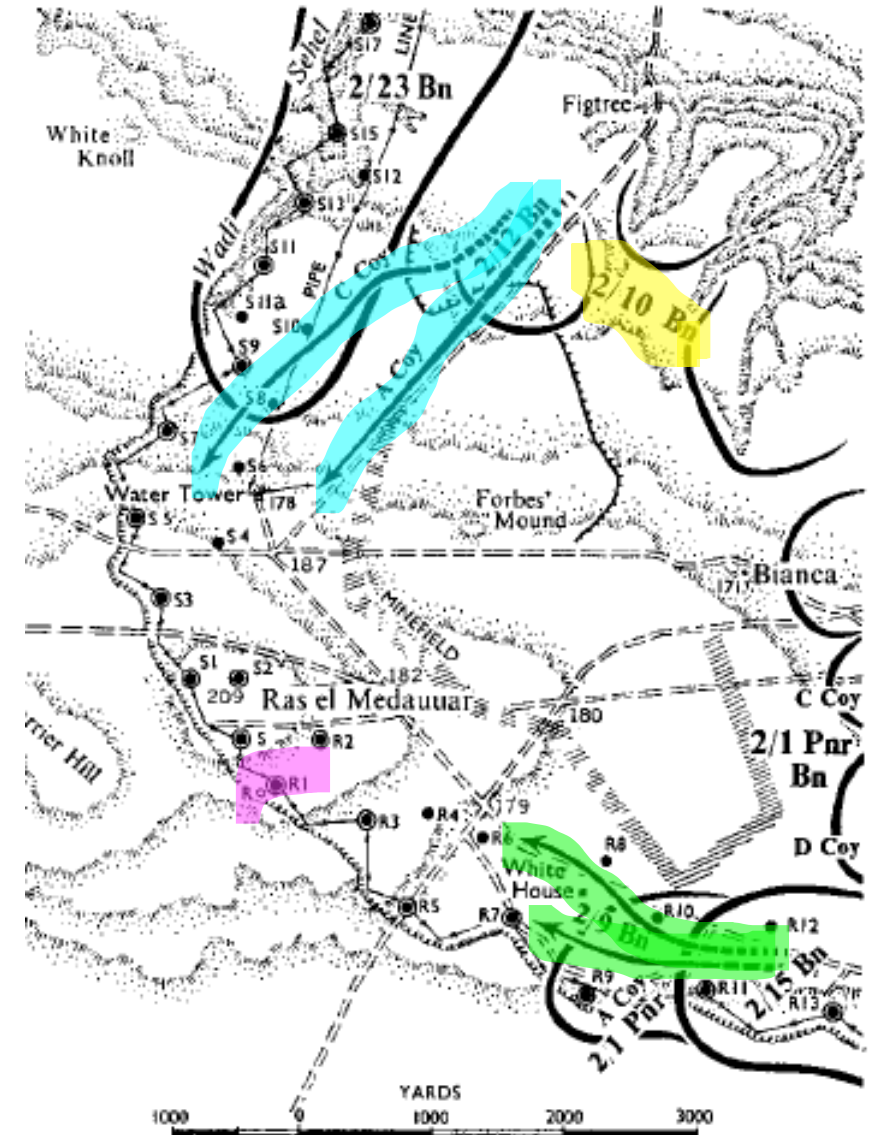 S17
LINE
Sehel
2/23 Bn
Figtree
White
Knoll
S15
S12
S13
2/12 Bn
Wadi
S11
C Coy
PIPE
2/10 Bn
S11a
S10
S9
A Coy
S8
S7
S6
Water Tower
178
Forbes'
Mound
S5
S4
187
Bianca
171
S3
MINEFIELD
S1
S2
182
209
Ras el Medauuar
C Coy
180
2/1 Pnr
Bn
S
R2
rrier Hill
R1
Ro
179
R3
R4
R6
D Coy
R8
White
House
R5
R7
2/9 Bn
R10
R12
R9
R11
2/15 Bn
A Coy
R13
2/1 Pnr
YARDS
1000
0
1000
2000
3000